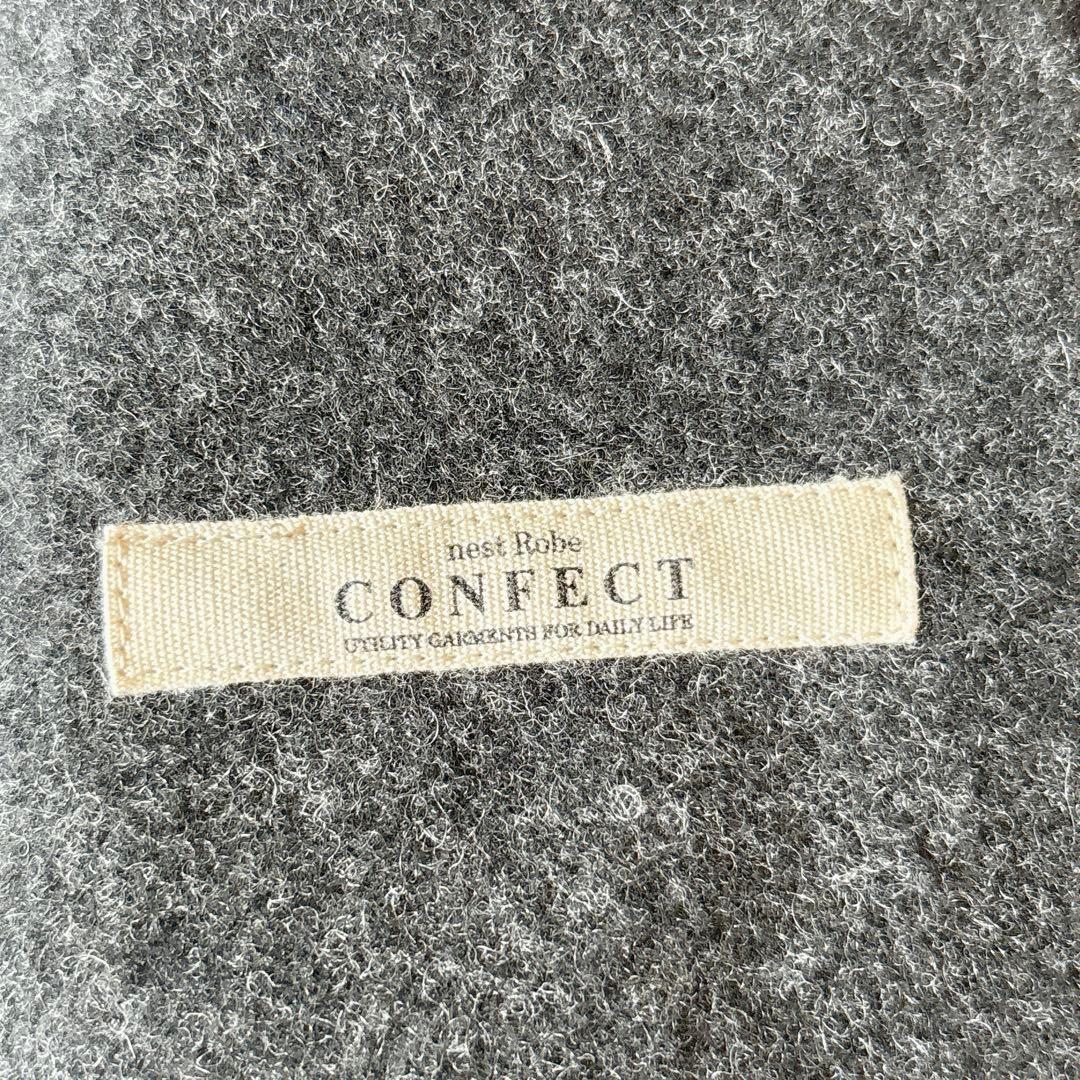 nest Robe
CONFECT
UTILITY GARMENTS FOR DAILY LIFE